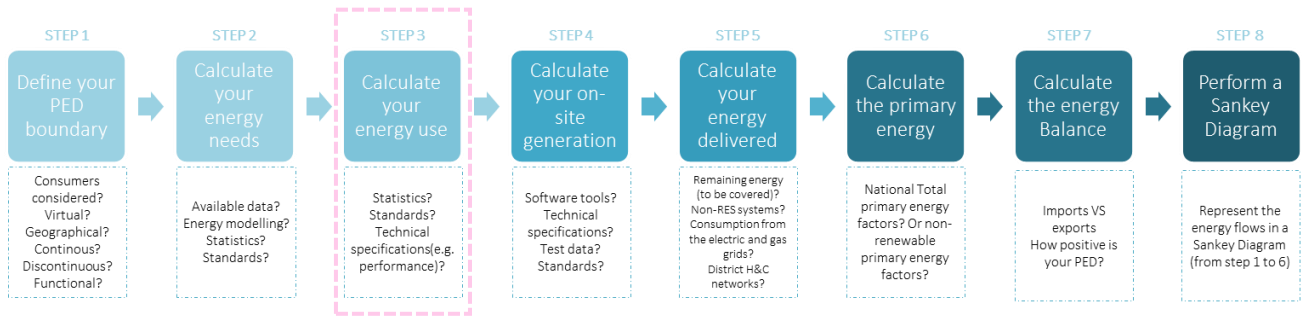 STEP 1
Define your
PED
boundary
Consumers
considered?
Virtual?
Geographical?
Continous?
Discontinuous?
Functional?
STEP 2
Calculate
your
energy
needs
Available data?
Energy modelling?
Statistics?
Standards?
STEP 3
Calculate
your
energy use
Statistics?
Standards?
Technical
specifications(e.g.
performance)?
STEP 4
Calculate
your on-
site
generation
Software tools?
Technical
specifications?
Test data?
Standards?
STEP 5
Calculate
your
energy
delivered
Remaining energy
(to be covered)?
Non-RES systems?
Consumption from
the electric and gas
grids?
District H&C
networks?
STEP 6
Calculate
the primary
energy
National Total
primary energy
factors? Or non-
renewable
primary energy
factors?
STEP 7
Calculate
the energy
Balance
Imports VS
exports
How positive is
your PED?
STEP 8
Perform a
Sankey
Diagram
Represent the
energy flows in a
Sankey Diagram
(from step 1 to 6)